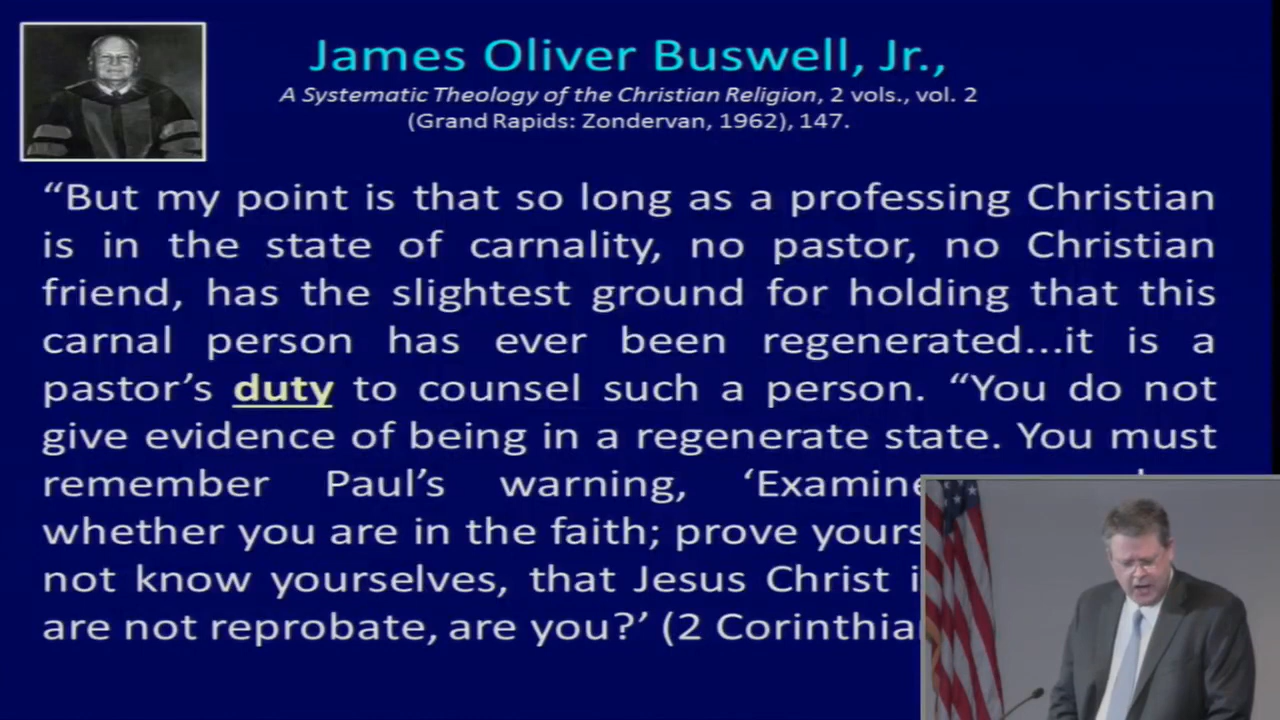 James Oliver Buswell, Jr.,
A Systematic Theology of the Christian Religion, 2 vols., vol. 2
(Grand Rapids: Zondervan, 1962), 147.
“But my point is that so long as a professing Christian
is in the state of carnality, no pastor, no Christian
friend, has the slightest ground for holding that this
carnal person has ever been regenerated…it is a
pastor’s duty to counsel such a person. “You do not
give evidence of being in a regenerate state. You must
remember Paul’s warning, ‘Examine
whether you are in the faith; prove yours
not know yourselves, that Jesus Christ i
are not reprobate, are you?’ (2 Corinthia